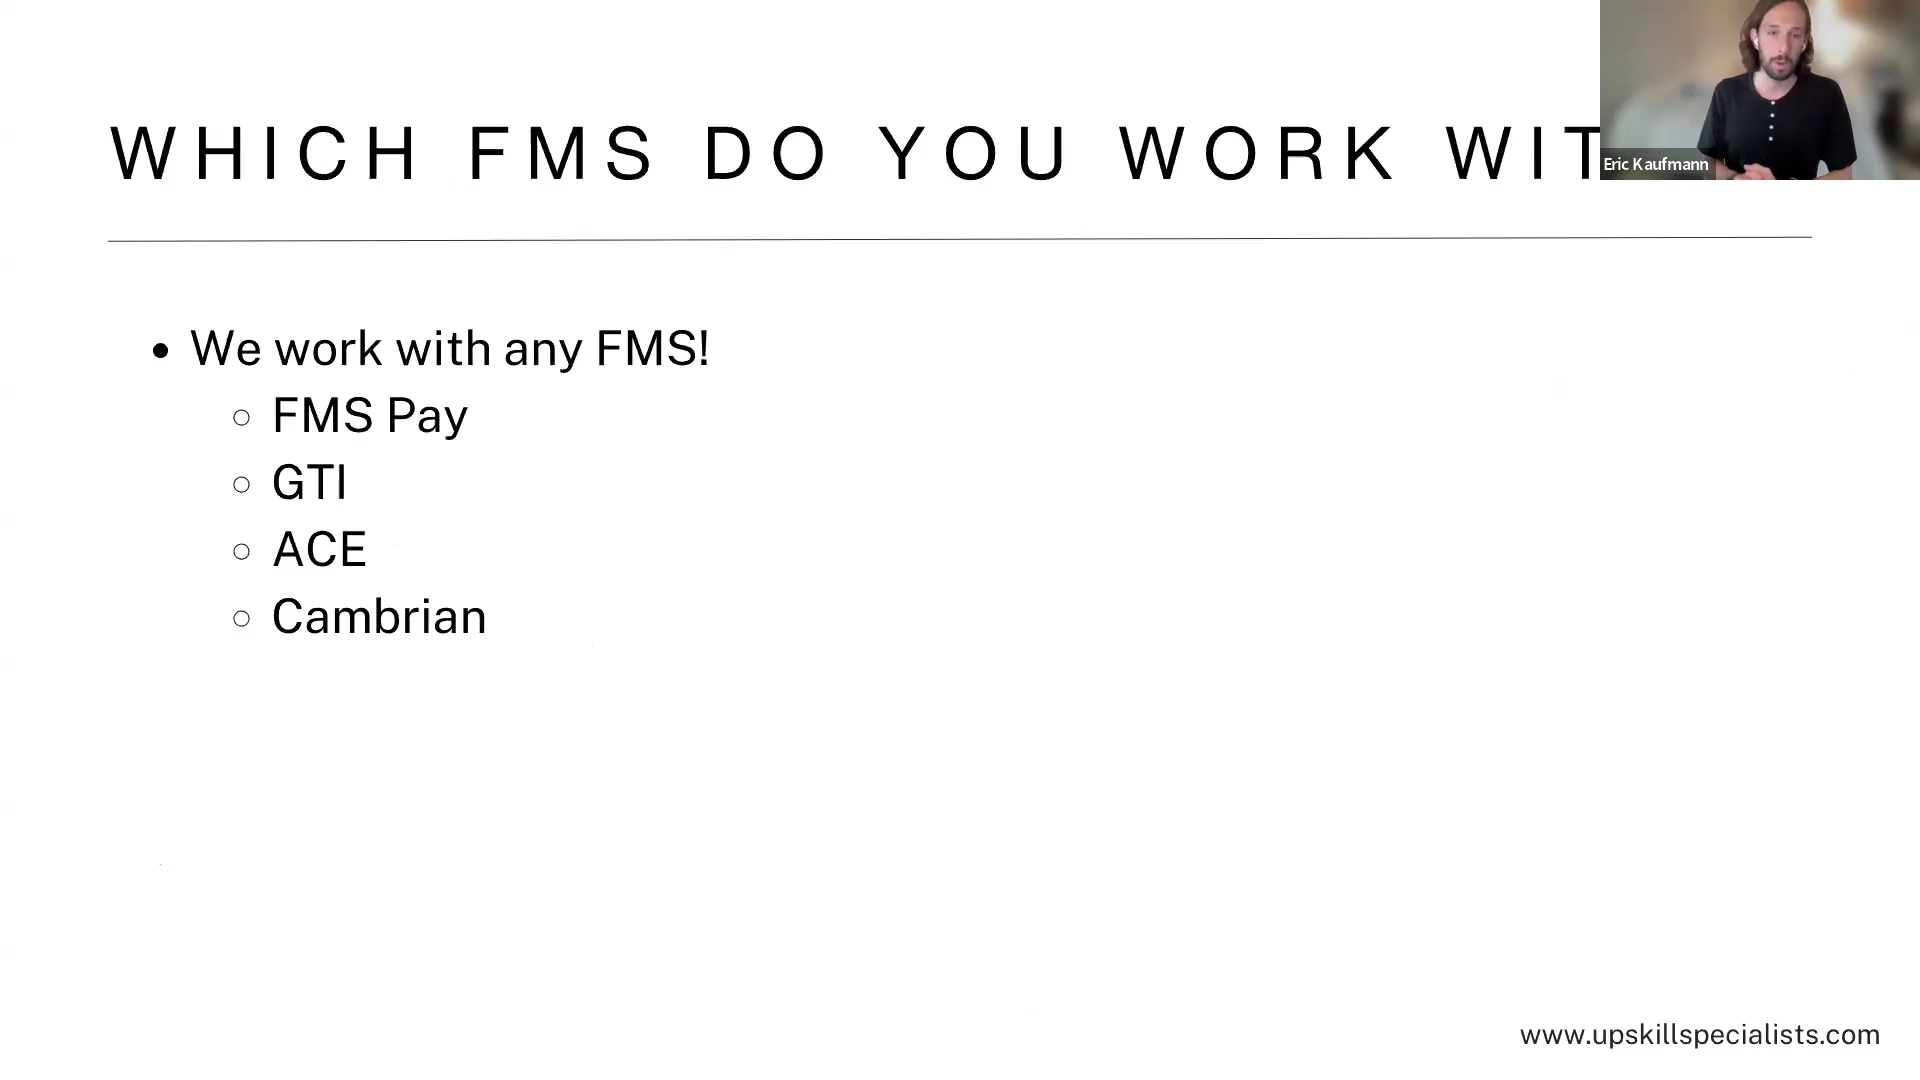 WHICH FMS DO YOU WORK WIT
Eric Kaufmann
• We work with any FMS!
○ FMS Pay
○ GTI
○ ACE
○ Cambrian
www.upskillspecialists.com